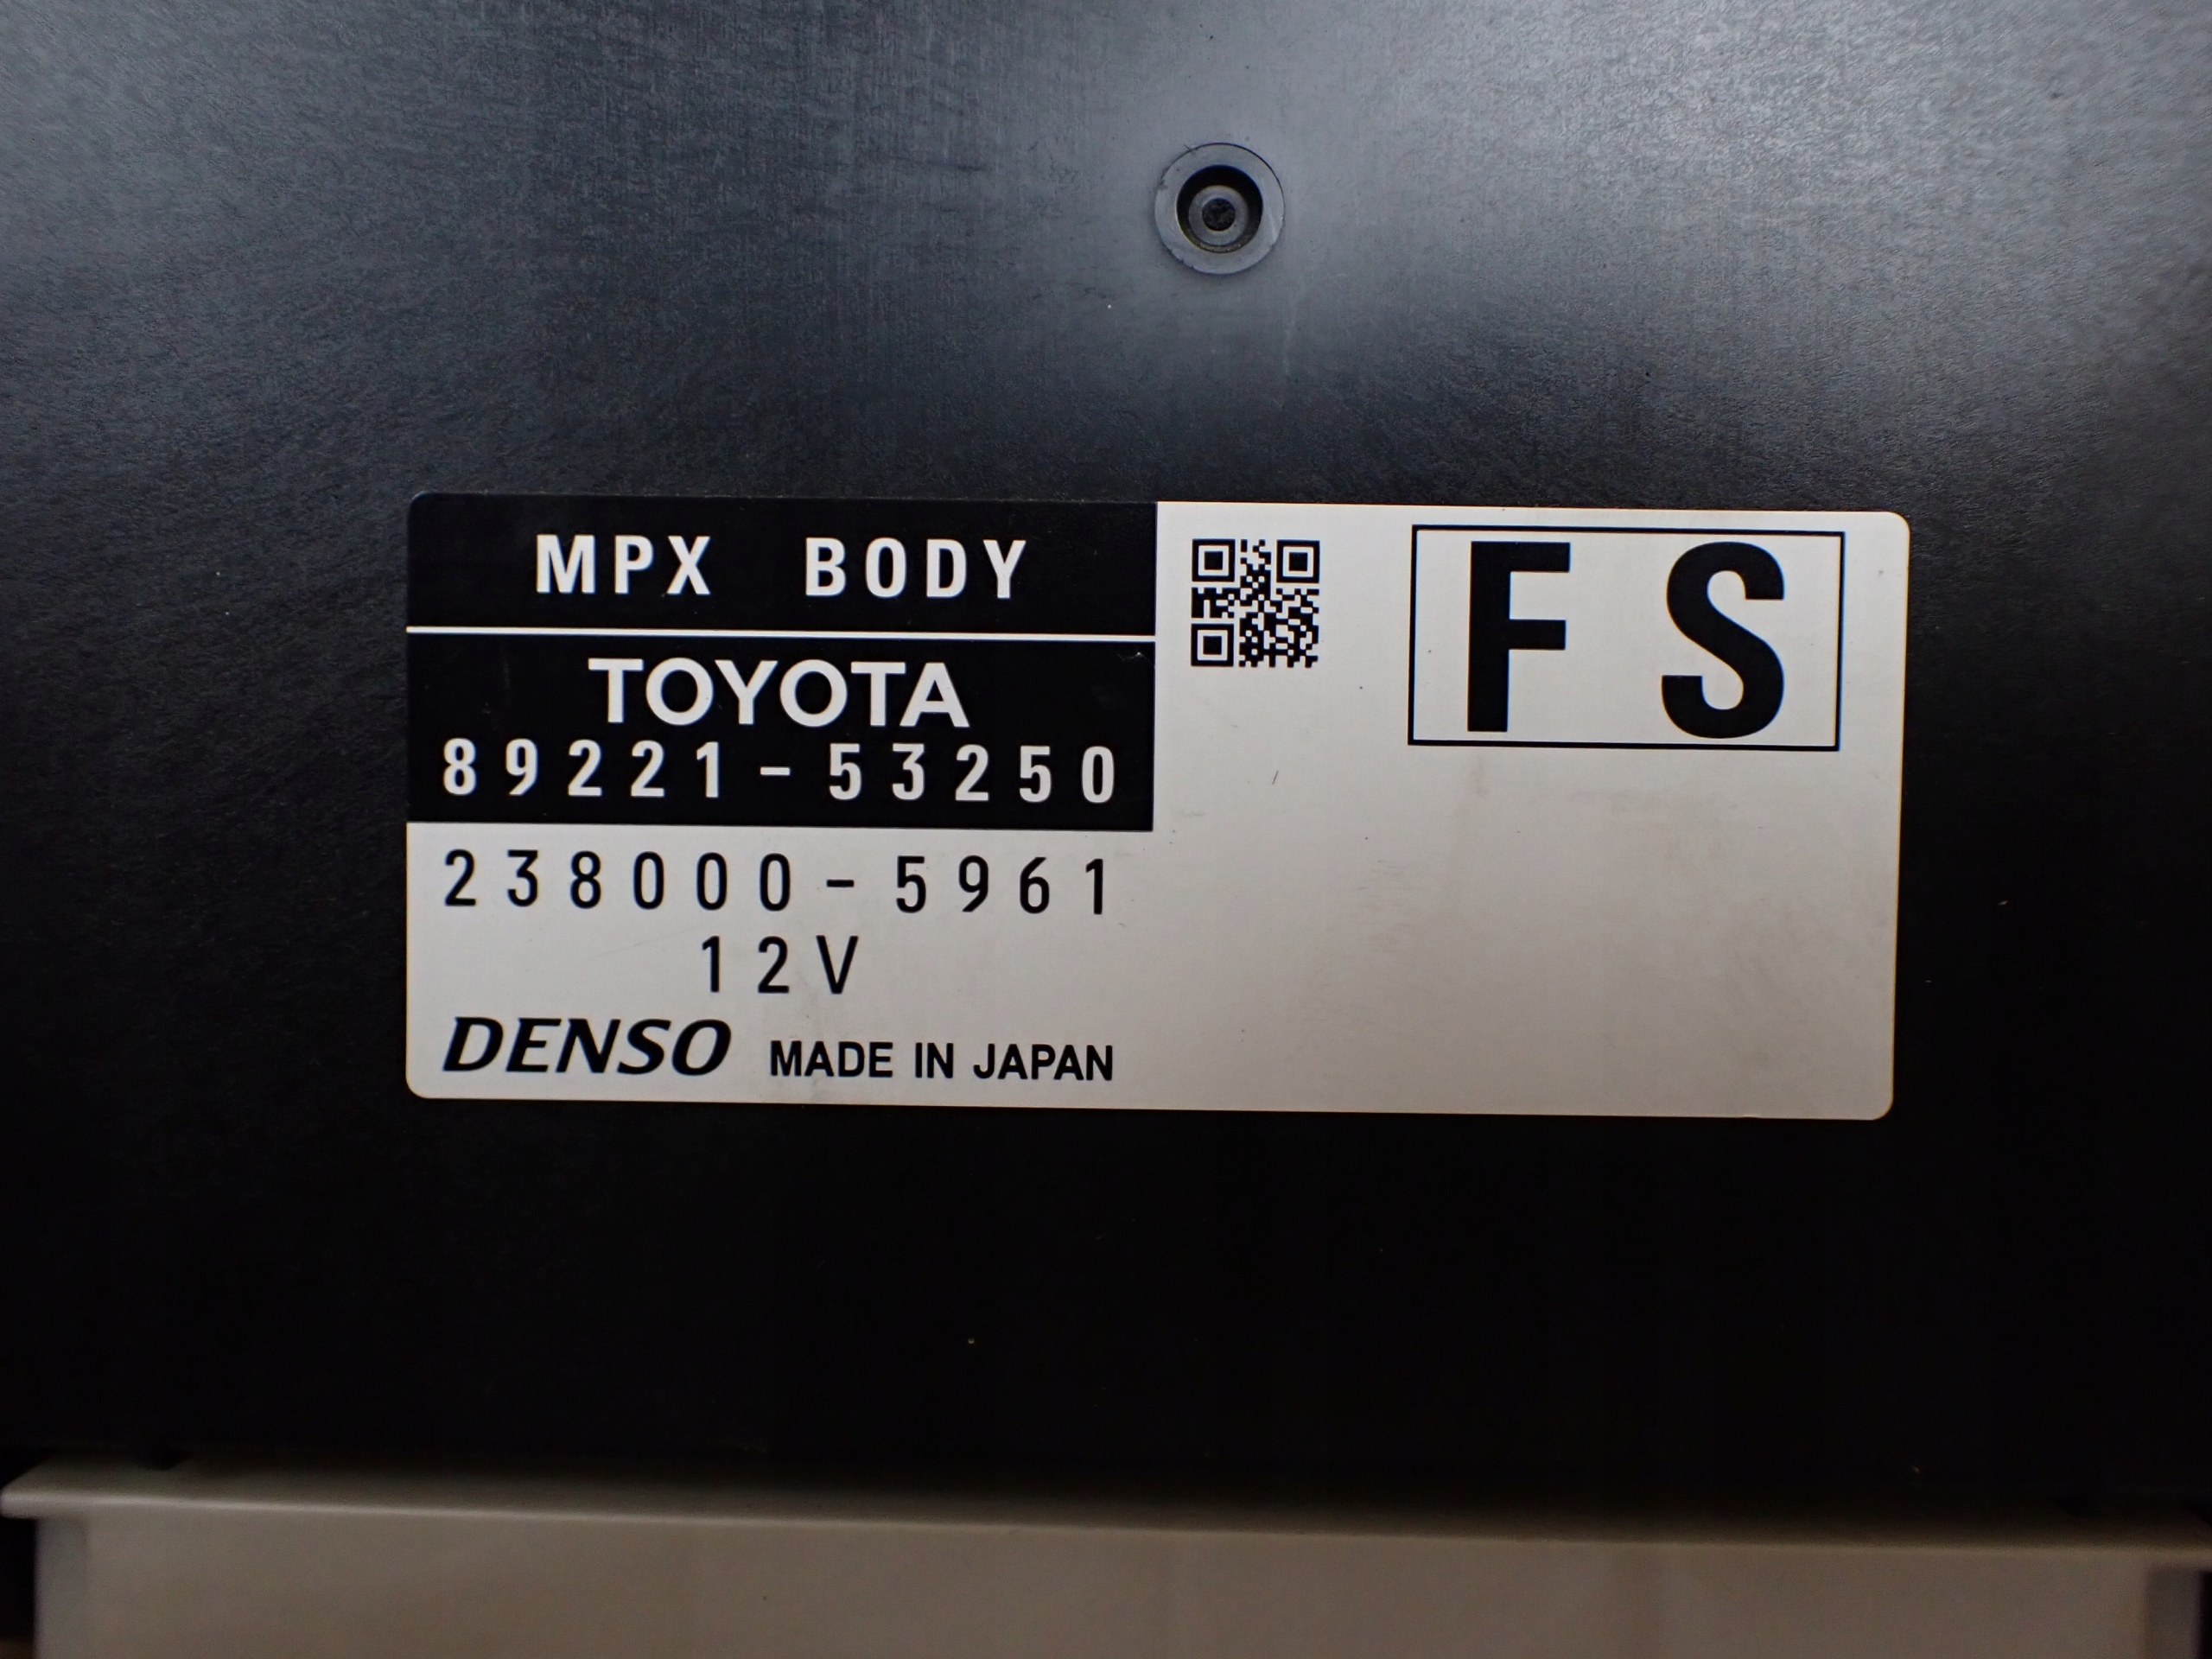 MPX BODY
TOYOTA
89221-53250
238000-5961
12V
DENSO MADE IN JAPAN
FS